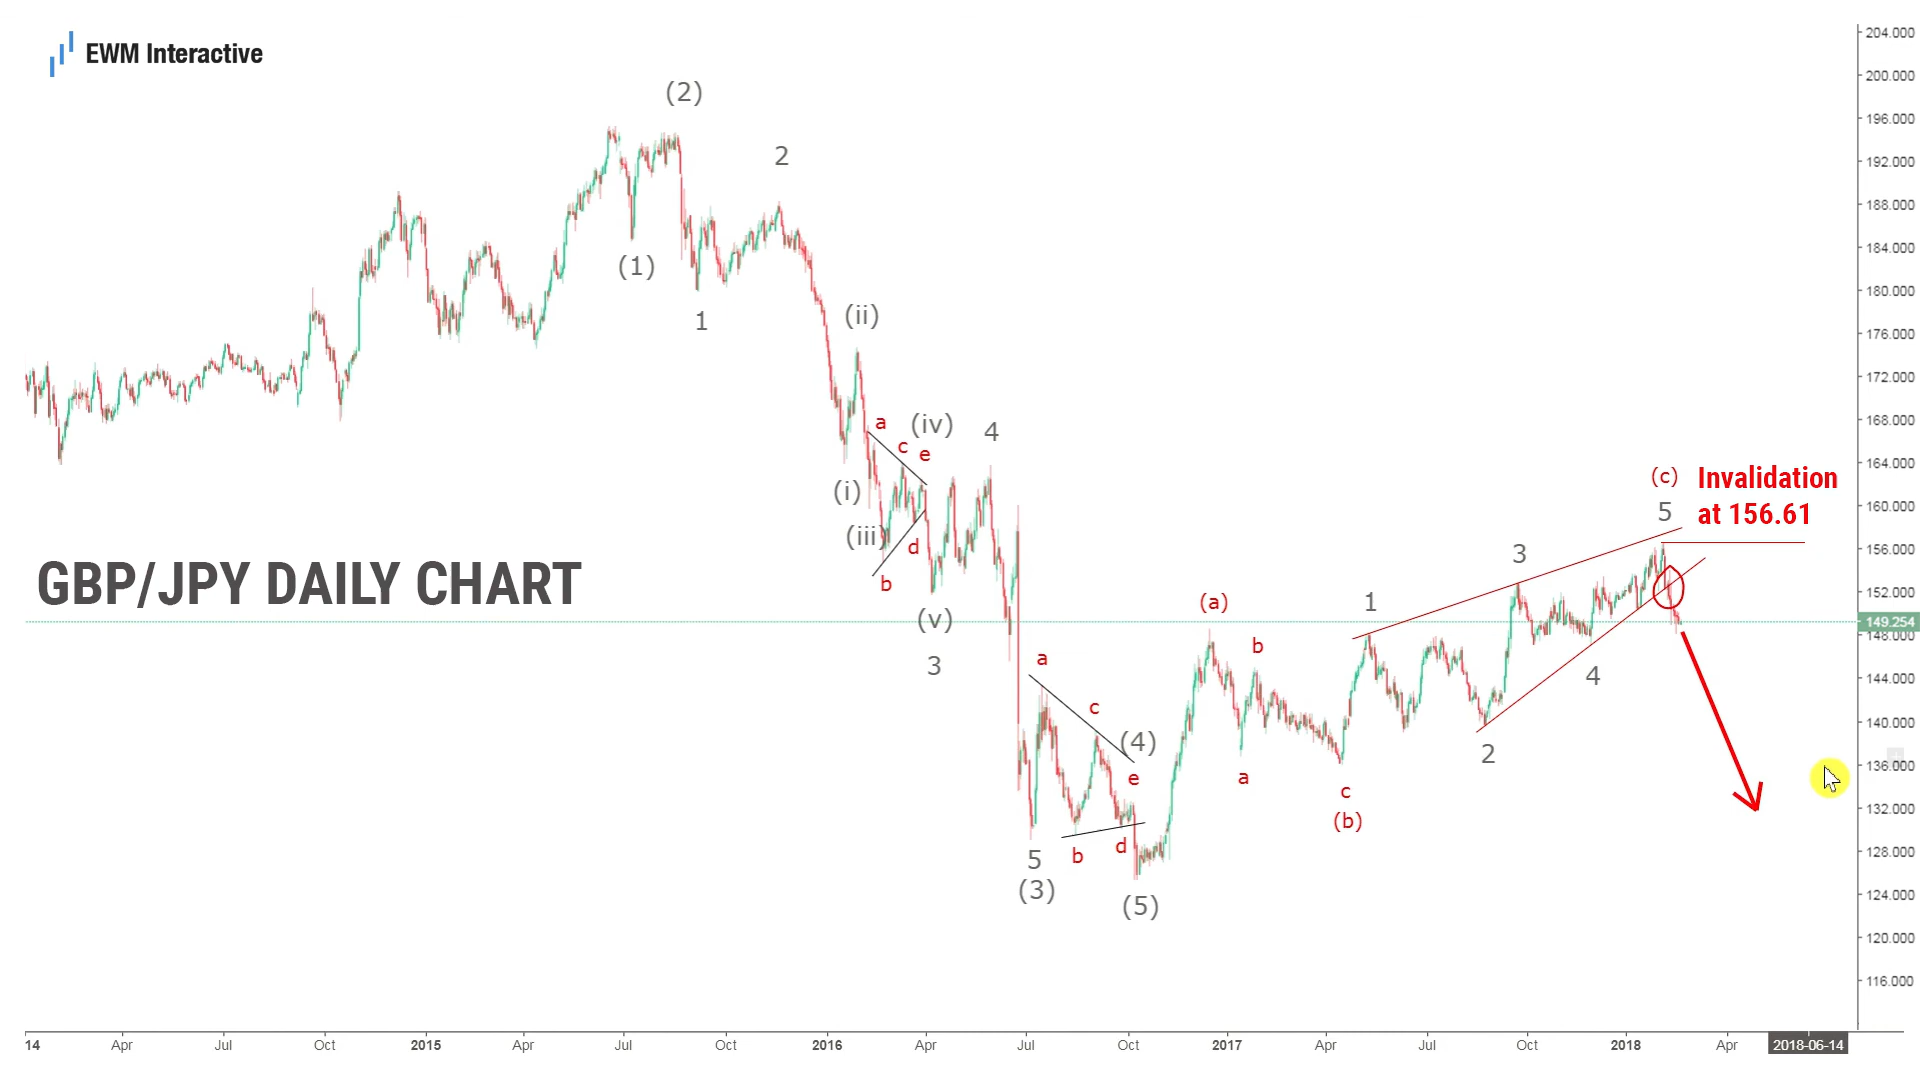 EWM Interactive
GBP/JPY DAILY CHART
(2)
2
(1)
1
(ii)
a
(iv)
4
c
e
(i)
(iii)
d
b
(v)
3
a
c
(4)
e
5
b
d
(3)
(5)
(a)
b
a
c
(b)
1
3
2
4
(c)
5
Invalidation
at 156.61
204.000
200.000
196.000
192.000
188.000
184.000
180.000
176.000
172.000
168.000
164.000
160.000
156.000
152.000
149.254
148.000
144.000
140.000
136.000
132.000
128.000
124.000
120.000
116.000
14 Apr Jul Oct 2015 Apr Jul Oct 2016 Apr Jul Oct 2017 Apr Jul Oct 2018 Apr 2018-06-14